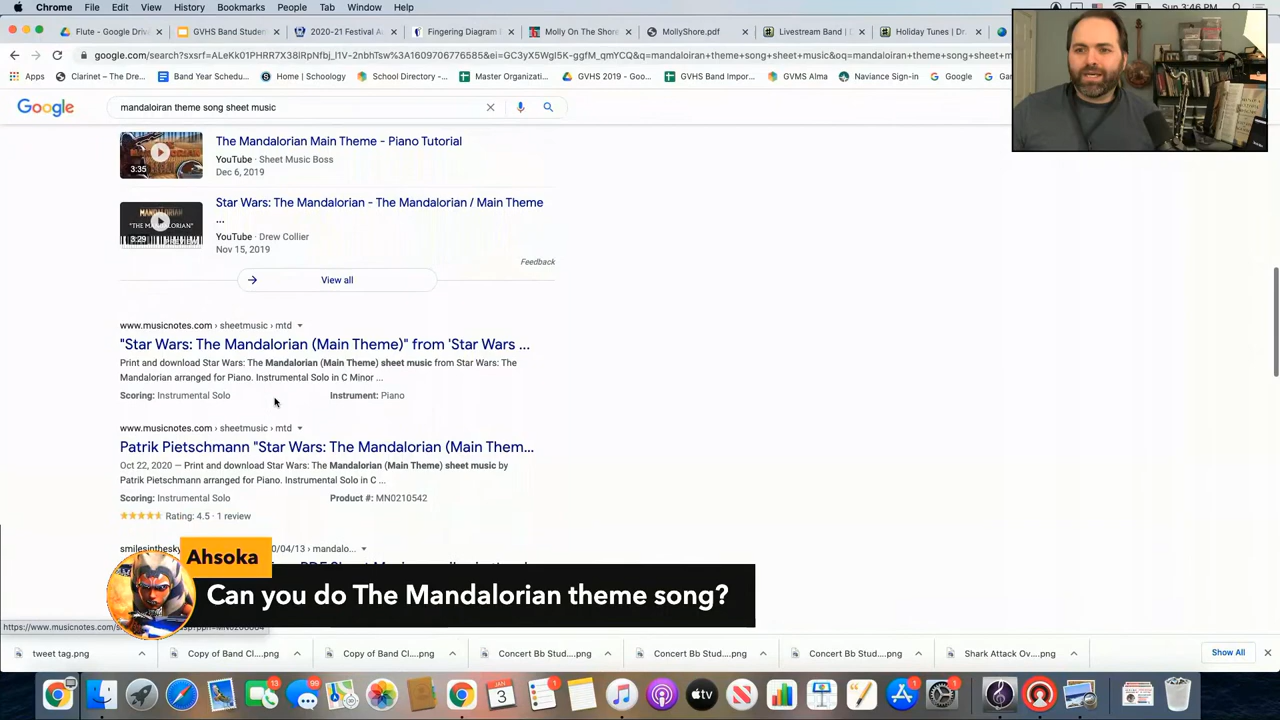 Chrome File Edit View History Bookmarks People Tab Window Help
Sun 3:46 PM
Flute - Google Driv
GVHS Band Studen
2020-21 Festival A
Fingering Diagram
Molly On The Shore
MollyShore.pdf
Livestream Band |
Holiday Tunes | Dr
Apps
Clarinet – The Dre...
Band Year Schedu...
Home | Schoology
School Directory -...
Master Organizatio...
GVHS 2019 - Goo...
GVHS Band Impor...
GVMS Alma
Naviance Sign-in
Google
Google
mandaloiran theme song sheet music
The Mandalorian Main Theme - Piano Tutorial
3:35
YouTube · Sheet Music Boss
Dec 6, 2019
Star Wars: The Mandalorian - The Mandalorian / Main Theme
...
"THE MANDALORIAN"
3:29
YouTube · Drew Collier
Nov 15, 2019
Feedback
View all
www.musicnotes.com › sheetmusic › mtd
"Star Wars: The Mandalorian (Main Theme)" from 'Star Wars ...
Print and download Star Wars: The Mandalorian (Main Theme) sheet music from Star Wars: The
Mandalorian arranged for Piano. Instrumental Solo in C Minor ...
Scoring: Instrumental Solo
Instrument: Piano
www.musicnotes.com › sheetmusic › mtd
Patrik Pietschmann "Star Wars: The Mandalorian (Main Them...
Oct 22, 2020 — Print and download Star Wars: The Mandalorian (Main Theme) sheet music by
Patrik Pietschmann arranged for Piano. Instrumental Solo in C ...
Scoring: Instrumental Solo
Product #: MN0210542
Rating: 4.5 · 1 review
Ahsoka
Can you do The Mandalorian theme song?
tweet tag.png
Copy of Band Cl....png
Copy of Band Cl....png
Concert Bb Stud....png
Concert Bb Stud....png
Concert Bb Stud....png
Shark Attack Ov....png
Show All